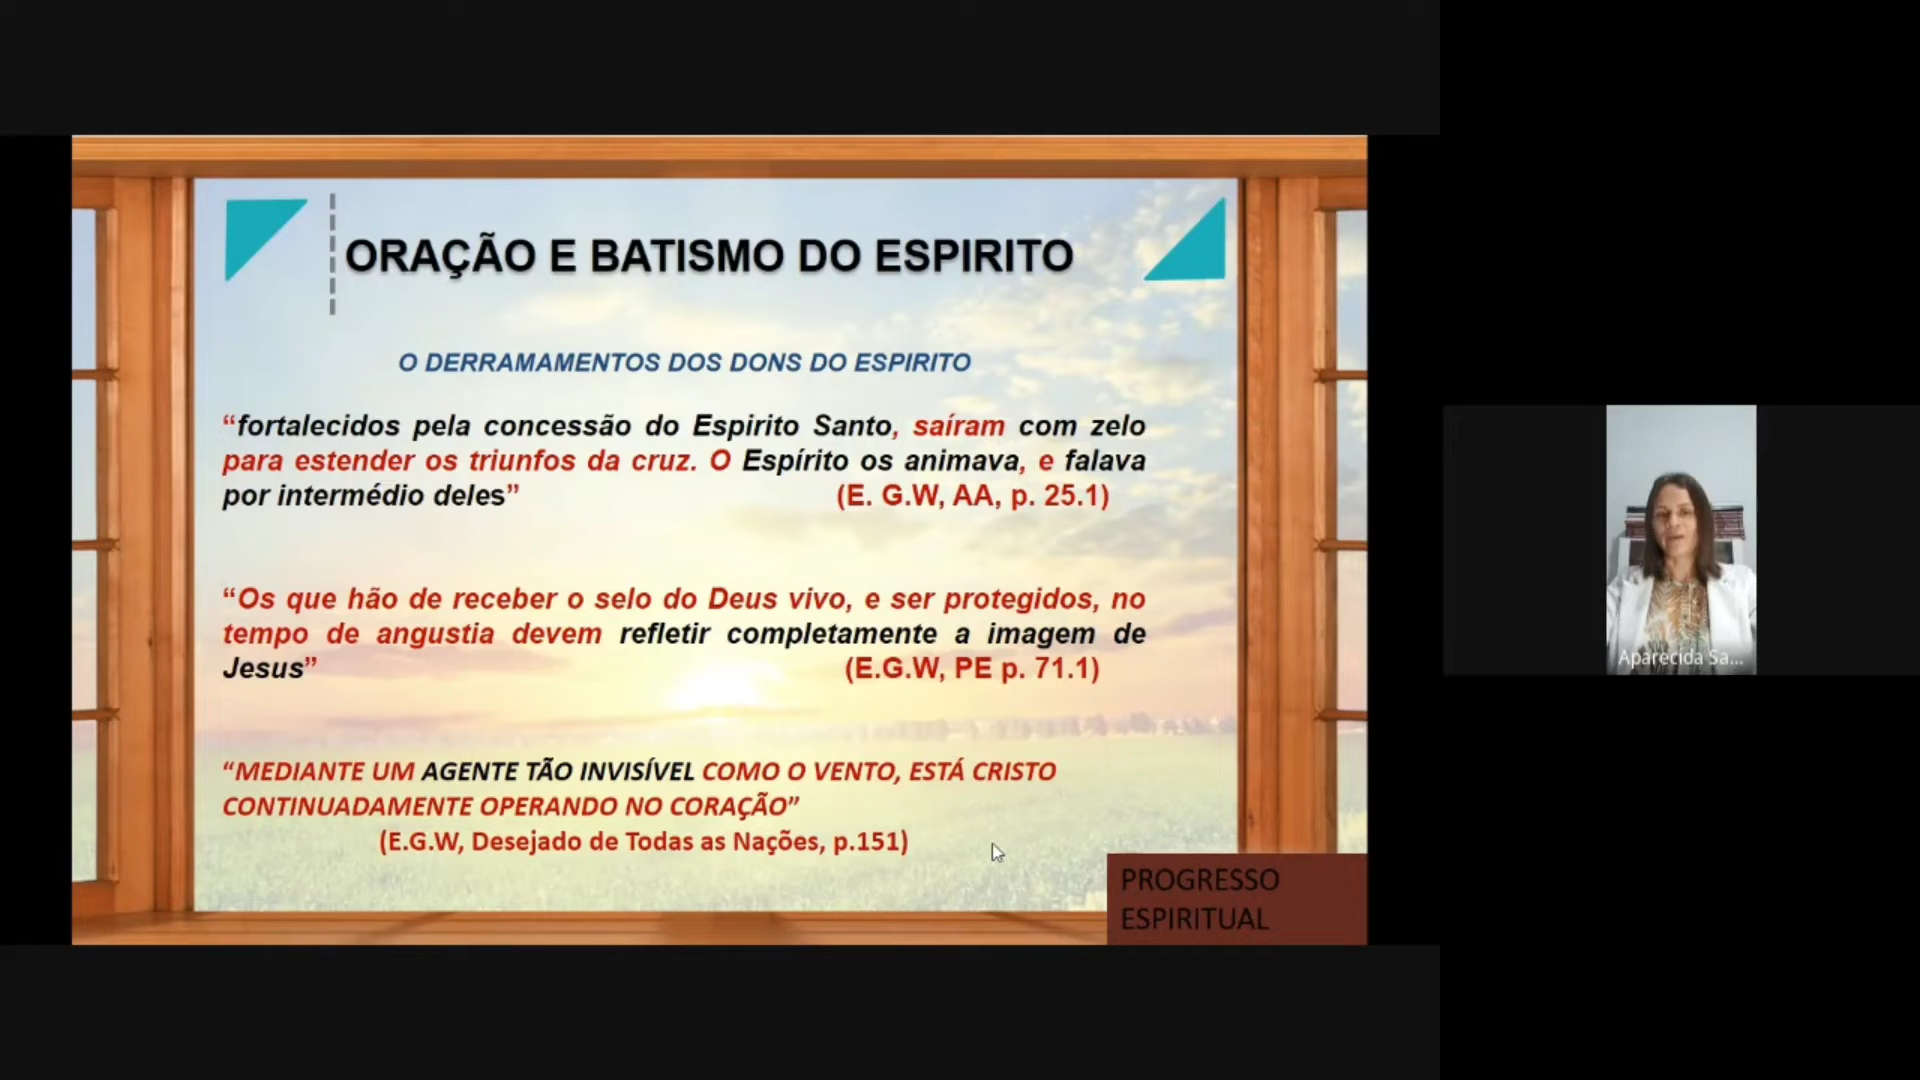 ORAÇÃO E BATISMO DO ESPIRITO
O DERRAMAMENTOS DOS DONS DO ESPIRITO
“fortalecidos pela concessão do Espirito Santo, saíram com zelo
para estender os triunfos da cruz. O Espírito os animava, e falava
por intermédio deles” (E. G.W, AA, p. 25.1)
“Os que hão de receber o selo do Deus vivo, e ser protegidos, no
tempo de angustia devem refletir completamente a imagem de
Jesus” (E.G.W, PE p. 71.1)
“MEDIANTE UM AGENTE TÃO INVISÍVEL COMO O VENTO, ESTÁ CRISTO
CONTINUADAMENTE OPERANDO NO CORAÇÃO”
(E.G.W, Desejado de Todas as Nações, p.151)
PROGRESSO
ESPIRITUAL
Aparecida Sa...